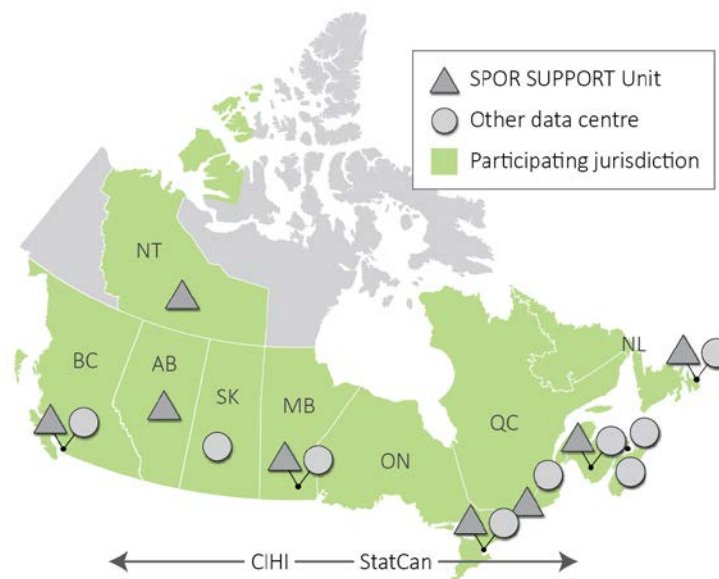 SPOR SUPPORT Unit
Other data centre
Participating jurisdiction
NT
BC
AB
SK
MB
ON
QC
NL
CIHI
StatCan